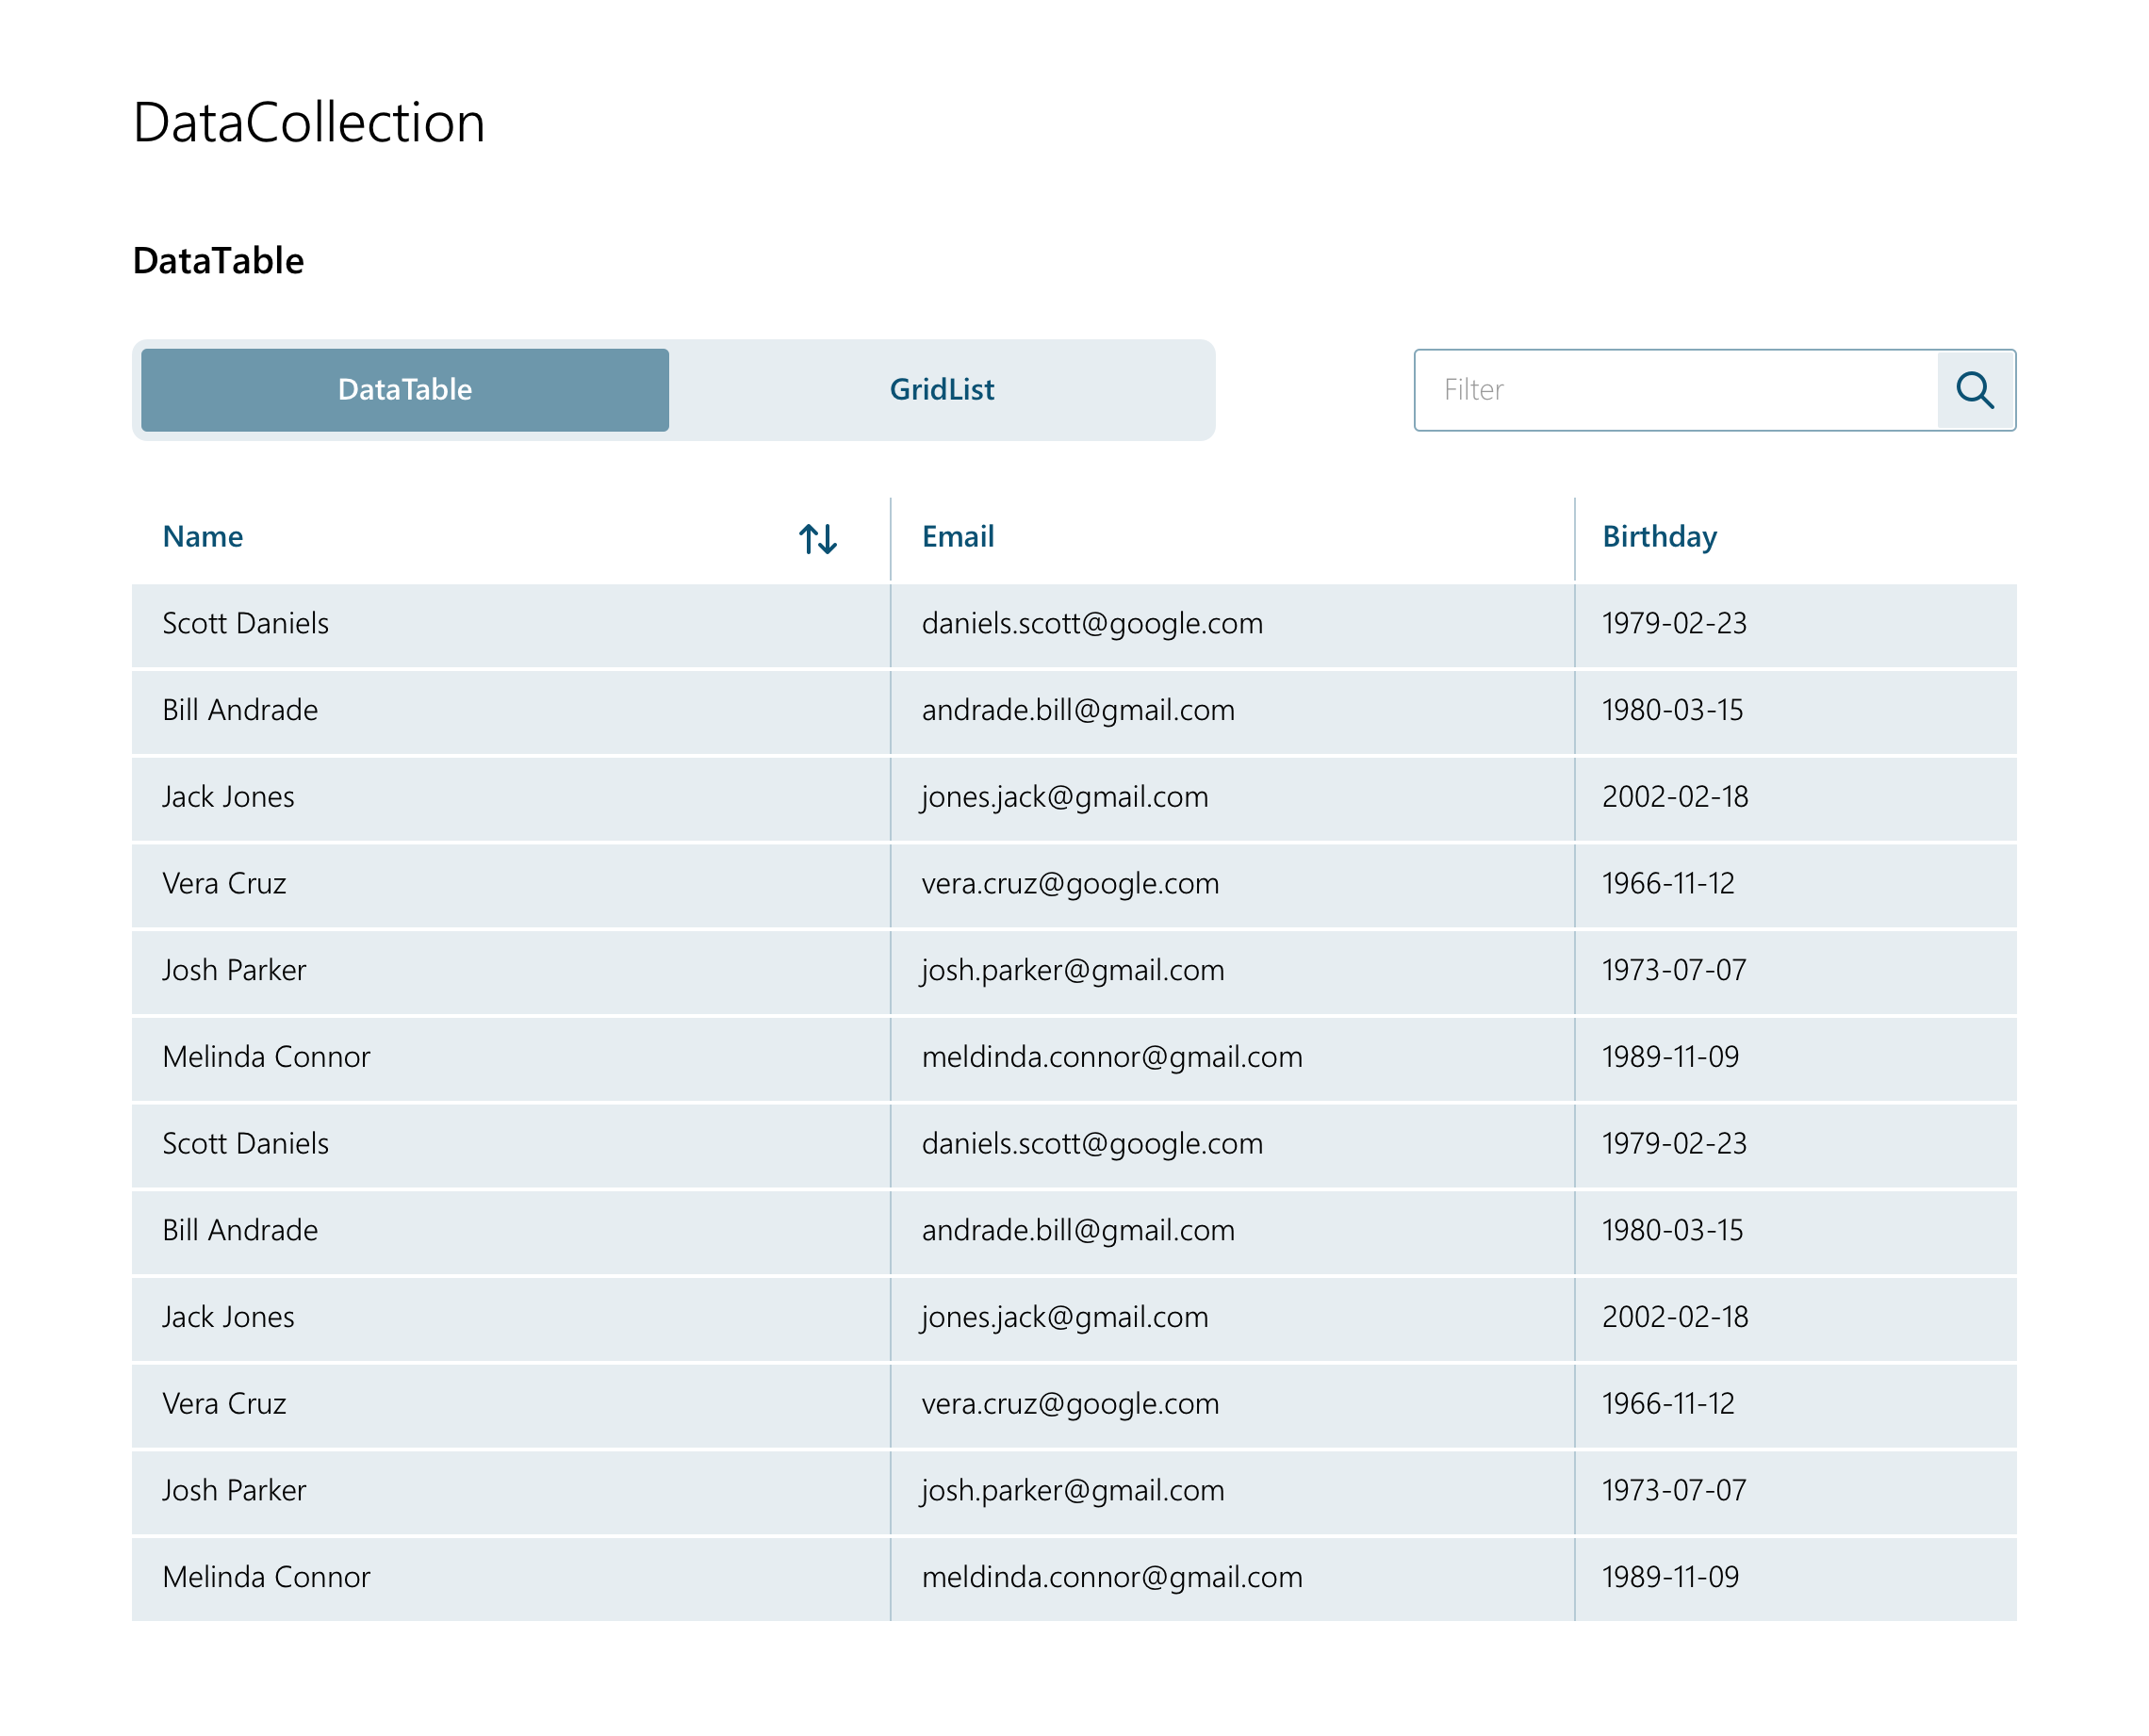 DataCollection
DataTable
DataTable GridList Filter
Name Email Birthday
Scott Daniels daniels.scott@google.com 1979-02-23
Bill Andrade andrade.bill@gmail.com 1980-03-15
Jack Jones jones.jack@gmail.com 2002-02-18
Vera Cruz vera.cruz@google.com 1966-11-12
Josh Parker josh.parker@gmail.com 1973-07-07
Melinda Connor meldinda.connor@gmail.com 1989-11-09
Scott Daniels daniels.scott@google.com 1979-02-23
Bill Andrade andrade.bill@gmail.com 1980-03-15
Jack Jones jones.jack@gmail.com 2002-02-18
Vera Cruz vera.cruz@google.com 1966-11-12
Josh Parker josh.parker@gmail.com 1973-07-07
Melinda Connor meldinda.connor@gmail.com 1989-11-09